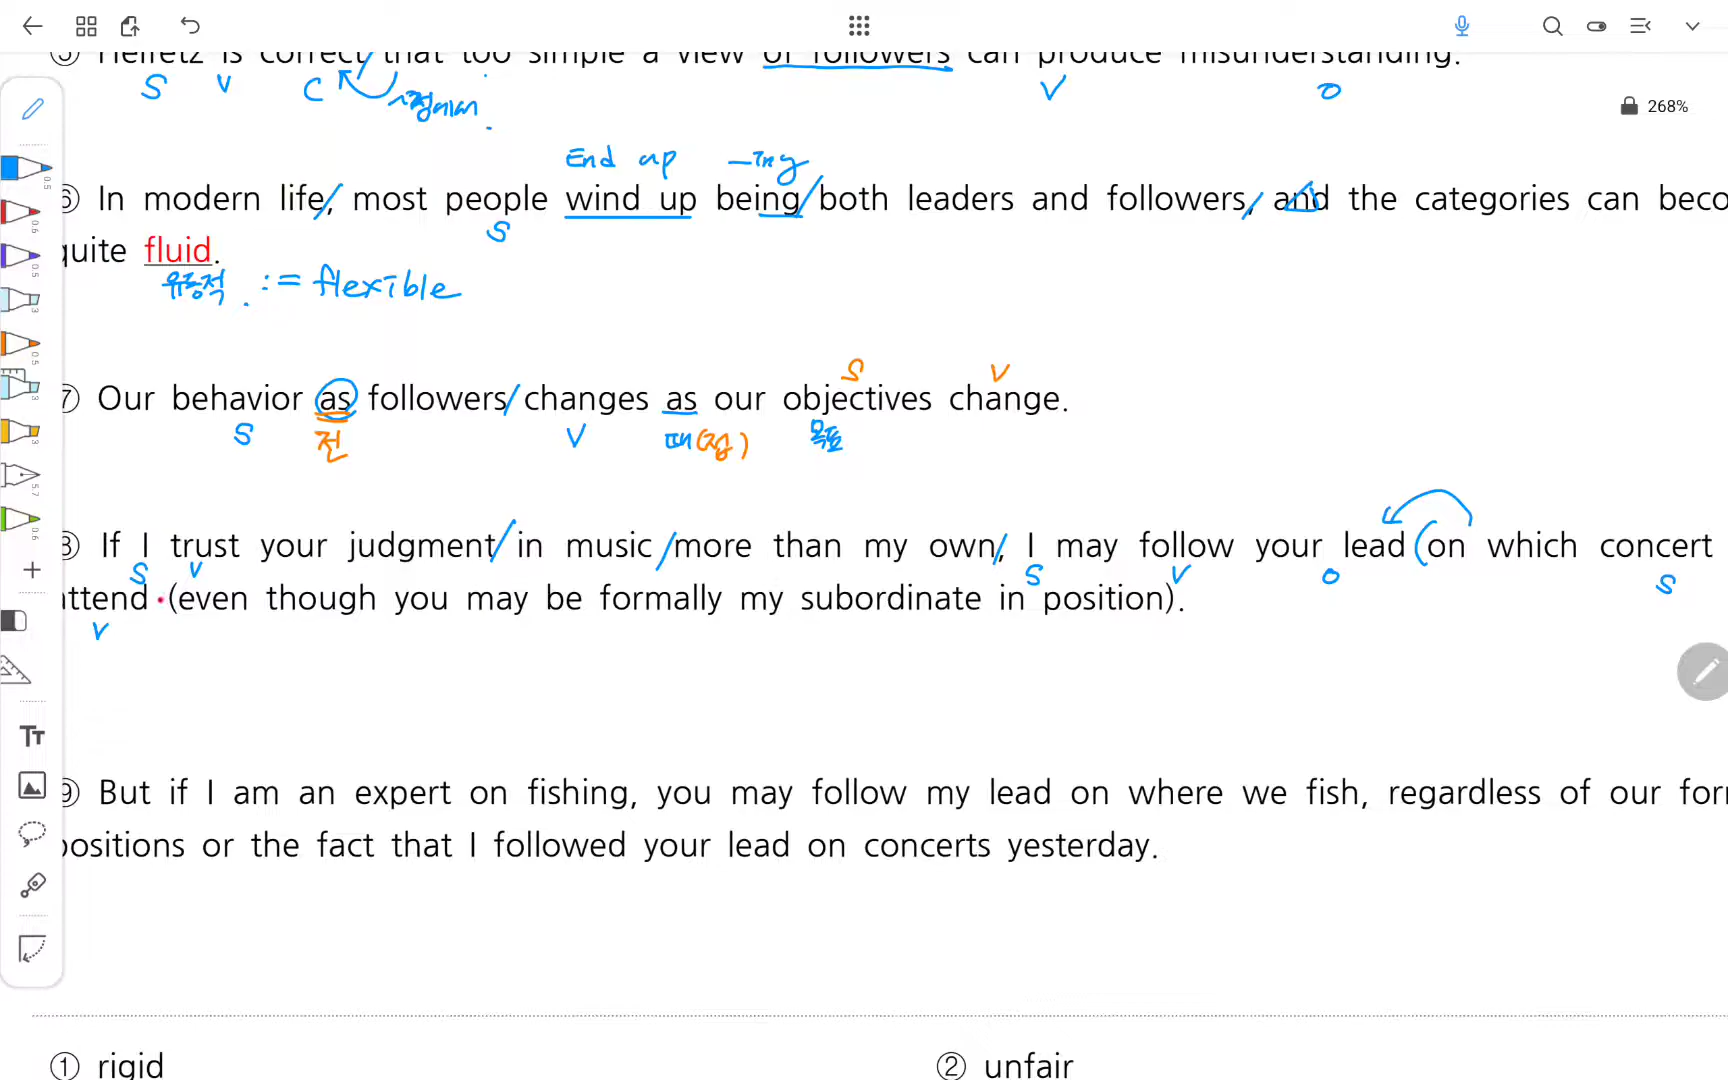 268%
Heifetz is correct that too simple a view of followers can produce misunderstanding.
S V C V O
End up -ing
⑥ In modern life, most people wind up being both leaders and followers, and the categories can beco
S
quite fluid.
유동적 := flexible
S V
⑦ Our behavior as followers changes as our objectives change.
S 전 V 때(접) 목표
⑧ If I trust your judgment in music more than my own, I may follow your lead (on which concert
S V S V O S
attend (even though you may be formally my subordinate in position).
V
⑨ But if I am an expert on fishing, you may follow my lead on where we fish, regardless of our for
positions or the fact that I followed your lead on concerts yesterday.
① rigid ② unfair